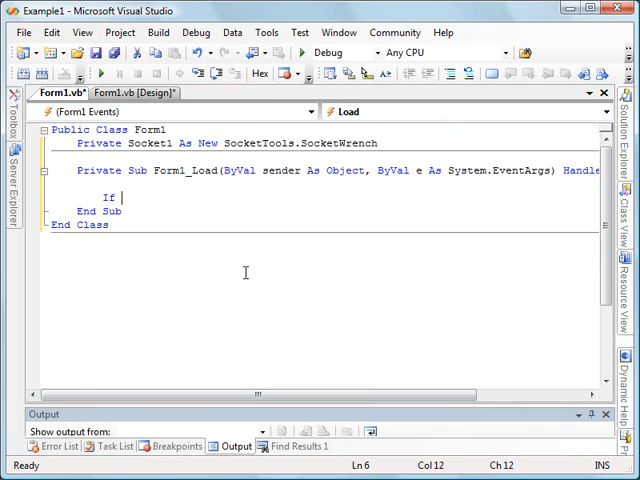 Example1 - Microsoft Visual Studio
File Edit View Project Build Debug Data Tools Test Window Community Help
Debug Any CPU
Hex
Form1.vb* Form1.vb [Design]*
(Form1 Events) Load
Public Class Form1
Private Socket1 As New SocketTools.SocketWrench
Private Sub Form1_Load(ByVal sender As Object, ByVal e As System.EventArgs) Handle
If
End Sub
End Class
Toolbox
Server Explorer
Solution Explorer
Class View
Resource View
Dynamic Help
Output
Show output from:
Error List Task List Breakpoints Output Find Results 1
Ready Ln 6 Col 12 Ch 12 INS